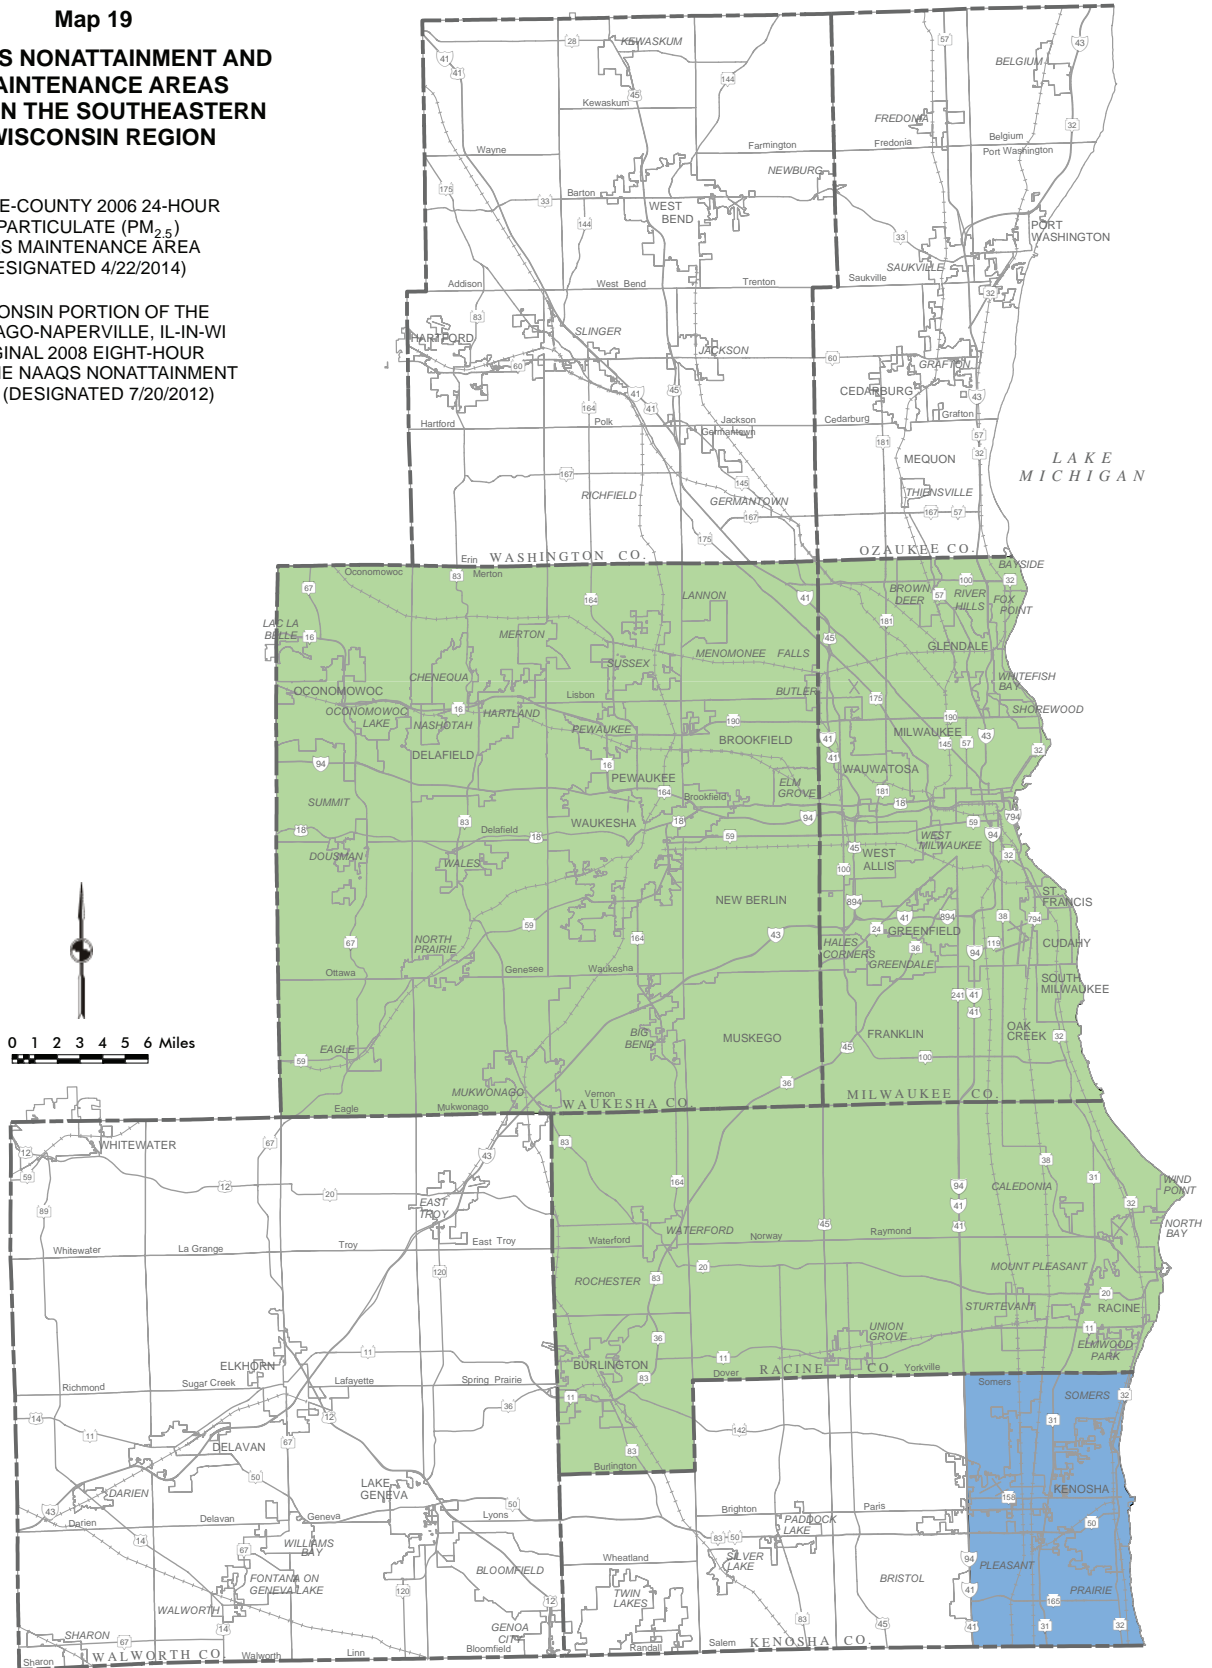 Map 19
S NONATTAINMENT AND
AINTENANCE AREAS
N THE SOUTHEASTERN
WISCONSIN REGION
E-COUNTY 2006 24-HOUR
PARTICULATE (PM2.5)
S MAINTENANCE AREA
ESIGNATED 4/22/2014)
ONSIN PORTION OF THE
AGO-NAPERVILLE, IL-IN-WI
GINAL 2008 EIGHT-HOUR
NE NAAQS NONATTAINMENT
(DESIGNATED 7/20/2012)
KEWASKUM
BELGIUM
Kewaskum
FREDONIA
Wayne
Farmington
Fredonia
Belgium
Port Washington
NEWBURG
Barton
WEST
BEND
PORT
WASHINGTON
SAUKVILLE
Addison
West Bend
Trenton
Saukville
HARTFORD
SLINGER
JACKSON
GRAFTON
CEDARBURG
Hartford
Polk
Jackson
Germantown
Cedarburg
Grafton
MEQUON
LAKE
MICHIGAN
RICHFIELD
GERMANTOWN
THIENSVILLE
Erin
WASHINGTON CO.
OZAUKEE CO.
BAYSIDE
Oconomowoc
Merton
LANNON
BROWN
DEER
RIVER
HILLS
FOX
POINT
LAC LA
BELLE
MERTON
MENOMONEE FALLS
GLENDALE
SUSSEX
CHENEQUA
WHITEFISH
BAY
OCONOMOWOC
Lisbon
BUTLER
OCONOMOWOC
LAKE
NASHOTAH
HARTLAND
SHOREWOOD
PEWAUKEE
BROOKFIELD
MILWAUKEE
DELAFIELD
WAUWATOSA
PEWAUKEE
ELM
GROVE
SUMMIT
Brookfield
WAUKESHA
Delafield
WEST
MILWAUKEE
DOUSMAN
WALES
WEST
ALLIS
NEW BERLIN
ST.
FRANCIS
NORTH
PRAIRIE
HALES
CORNERS
GREENFIELD
CUDAHY
GREENDALE
Ottawa
Genesee
Waukesha
SOUTH
MILWAUKEE
BIG
BEND
MUSKEGO
FRANKLIN
OAK
CREEK
0 1 2 3 4 5 6 Miles
EAGLE
MUKWONAGO
Vernon
Eagle
Mukwonago
WAUKESHA CO.
MILWAUKEE CO.
WHITEWATER
EAST
TROY
CALEDONIA
WIND
POINT
NORTH
BAY
WATERFORD
Whitewater
La Grange
Troy
East Troy
Waterford
Norway
Raymond
ROCHESTER
MOUNT PLEASANT
STURTEVANT
RACINE
UNION
GROVE
ELMWOOD
PARK
ELKHORN
BURLINGTON
Dover
RACINE CO.
Yorkville
Richmond
Sugar Creek
Lafayette
Spring Prairie
Somers
SOMERS
DELAVAN
Burlington
LAKE
GENEVA
DARIEN
KENOSHA
Darien
Delavan
Geneva
Lyons
Brighton
Paris
PADDOCK
LAKE
WILLIAMS
BAY
Wheatland
SILVER
LAKE
BLOOMFIELD
FONTANA ON
GENEVA LAKE
BRISTOL
PLEASANT
PRAIRIE
TWIN
LAKES
WALWORTH
GENOA
CITY
SHARON
Sharon
WALWORTH CO.
Walworth
Linn
Bloomfield
Randall
Salem
KENOSHA CO.